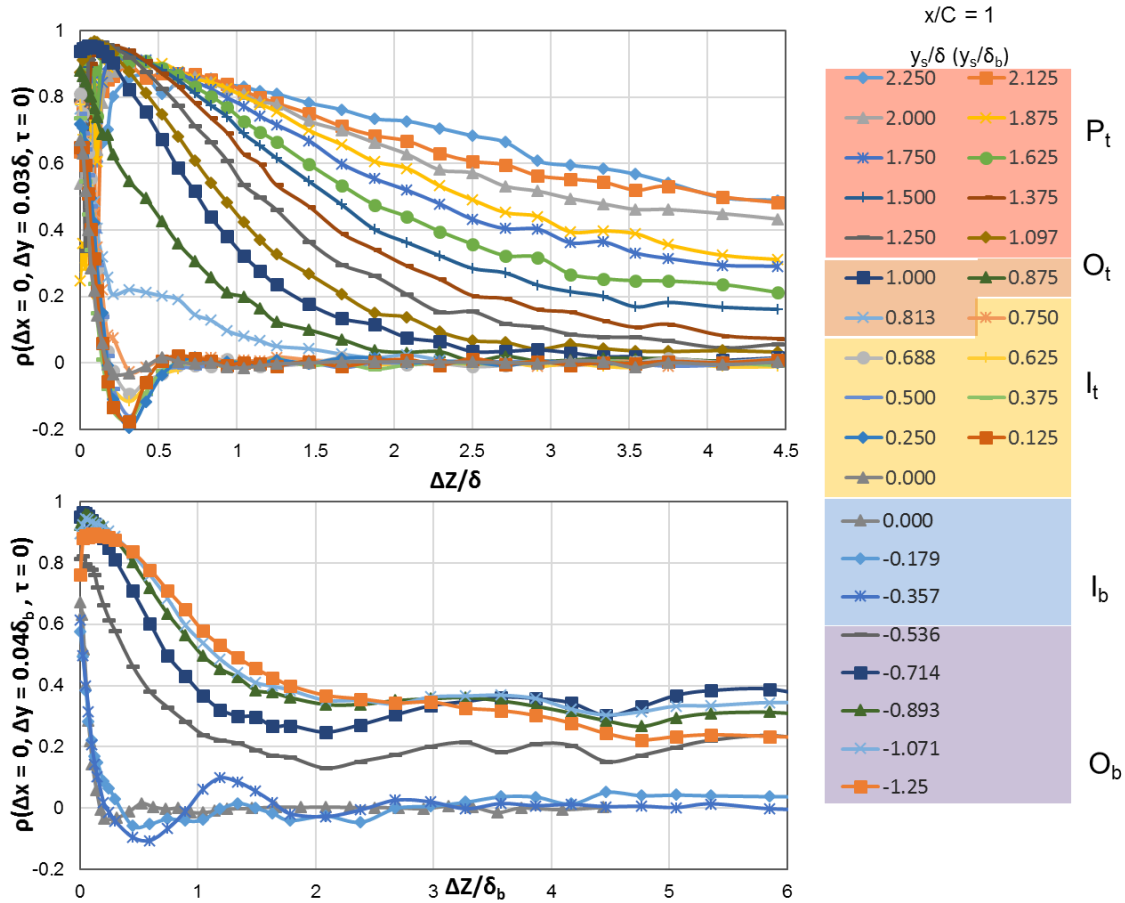 x/C = 1
y_s/δ (y_s/δ_b)
2.250 2.125
2.000 1.875
P_t
1.750 1.625
1.500 1.375
1.250 1.097
1.000 0.875
O_t
0.813 0.750
0.688 0.625
I_t
0.500 0.375
0.250 0.125
0.000
0.000
-0.179
I_b
-0.357
-0.536
-0.714
-0.893
-1.071
O_b
-1.25
ρ(Δx = 0, Δy = 0.03δ, τ = 0)
1
0.8
0.6
0.4
0.2
0
-0.2
0 0.5 1 1.5 2 2.5 3 3.5 4 4.5
ΔZ/δ
ρ(Δx = 0, Δy = 0.04δ_b, τ = 0)
1
0.8
0.6
0.4
0.2
0
-0.2
0 1 2 3 4 5 6
ΔZ/δ_b